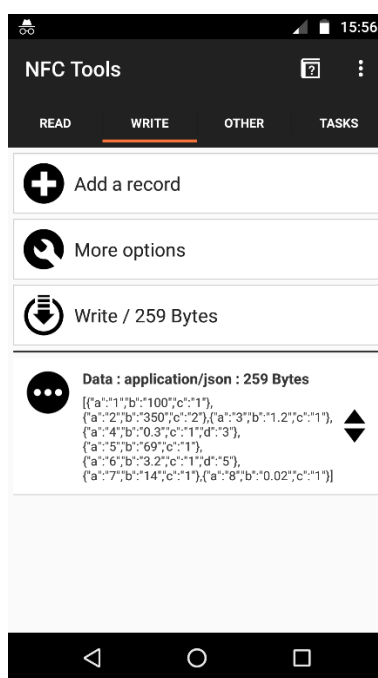 15:56
NFC Tools
READ WRITE OTHER TASKS
Add a record
More options
Write / 259 Bytes
Data : application/json : 259 Bytes
[{"a":"1","b":"100","c":"1"},
{"a":"2","b":"350","c":"2"},{"a":"3","b":"1.2","c":"1"},
{"a":"4","b":"0.3","c":"1","d":"3"},
{"a":"5","b":"69","c":"1"},
{"a":"6","b":"3.2","c":"1","d":"5"},
{"a":"7","b":"14","c":"1"},{"a":"8","b":"0.02","c":"1"}]